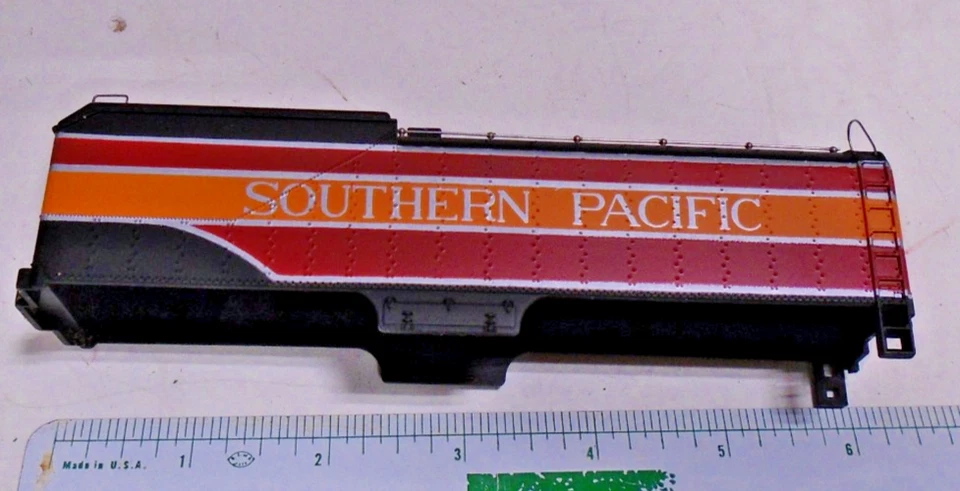 SOUTHERN PACIFIC
1 2 3 4 5 6
Made in U.S.A.